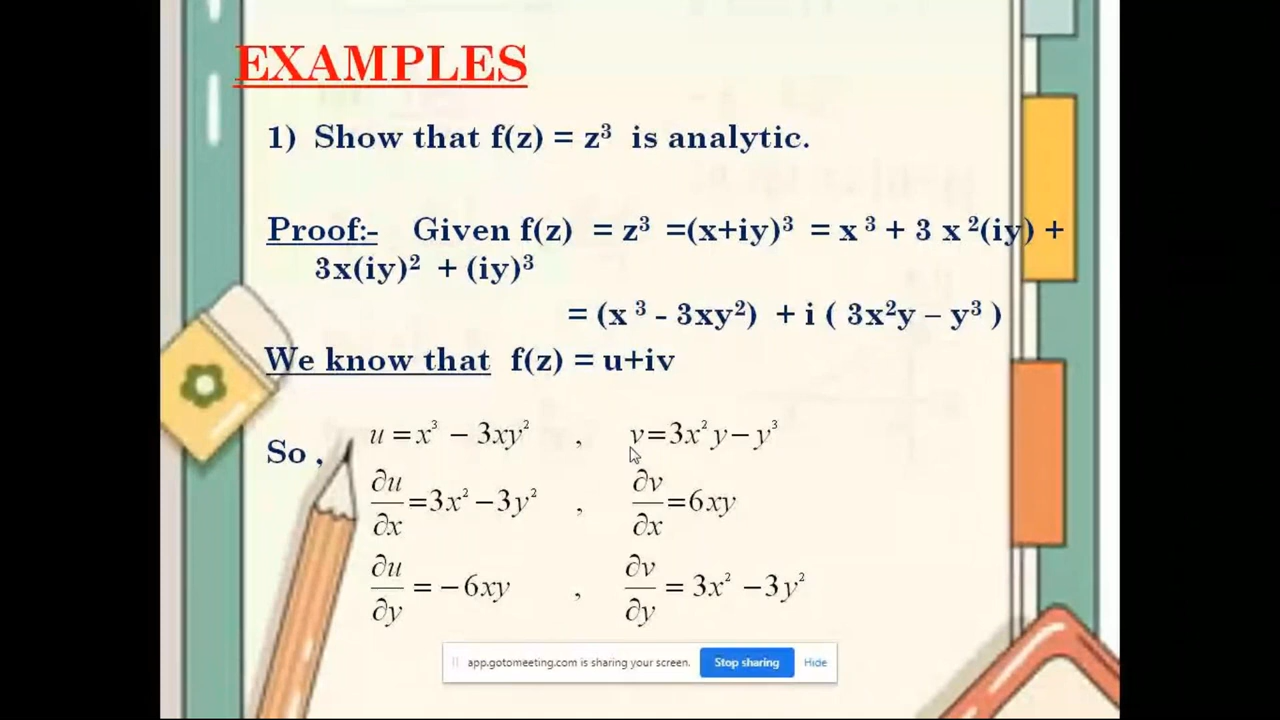 EXAMPLES
1) Show that f(z) = z³ is analytic.
Proof:- Given f(z) = z³ =(x+iy)³ = x ³ + 3 x ²(iy) +
3x(iy)² + (iy)³
= (x ³ - 3xy²) + i ( 3x²y – y³ )
We know that f(z) = u+iv
So , u = x³ − 3xy² , v=3x²y−y³
∂u/∂x=3x²−3y² , ∂v/∂x=6xy
∂u/∂y = −6xy , ∂v/∂y = 3x² −3y²
app.gotomeeting.com is sharing your screen. Stop sharing Hide